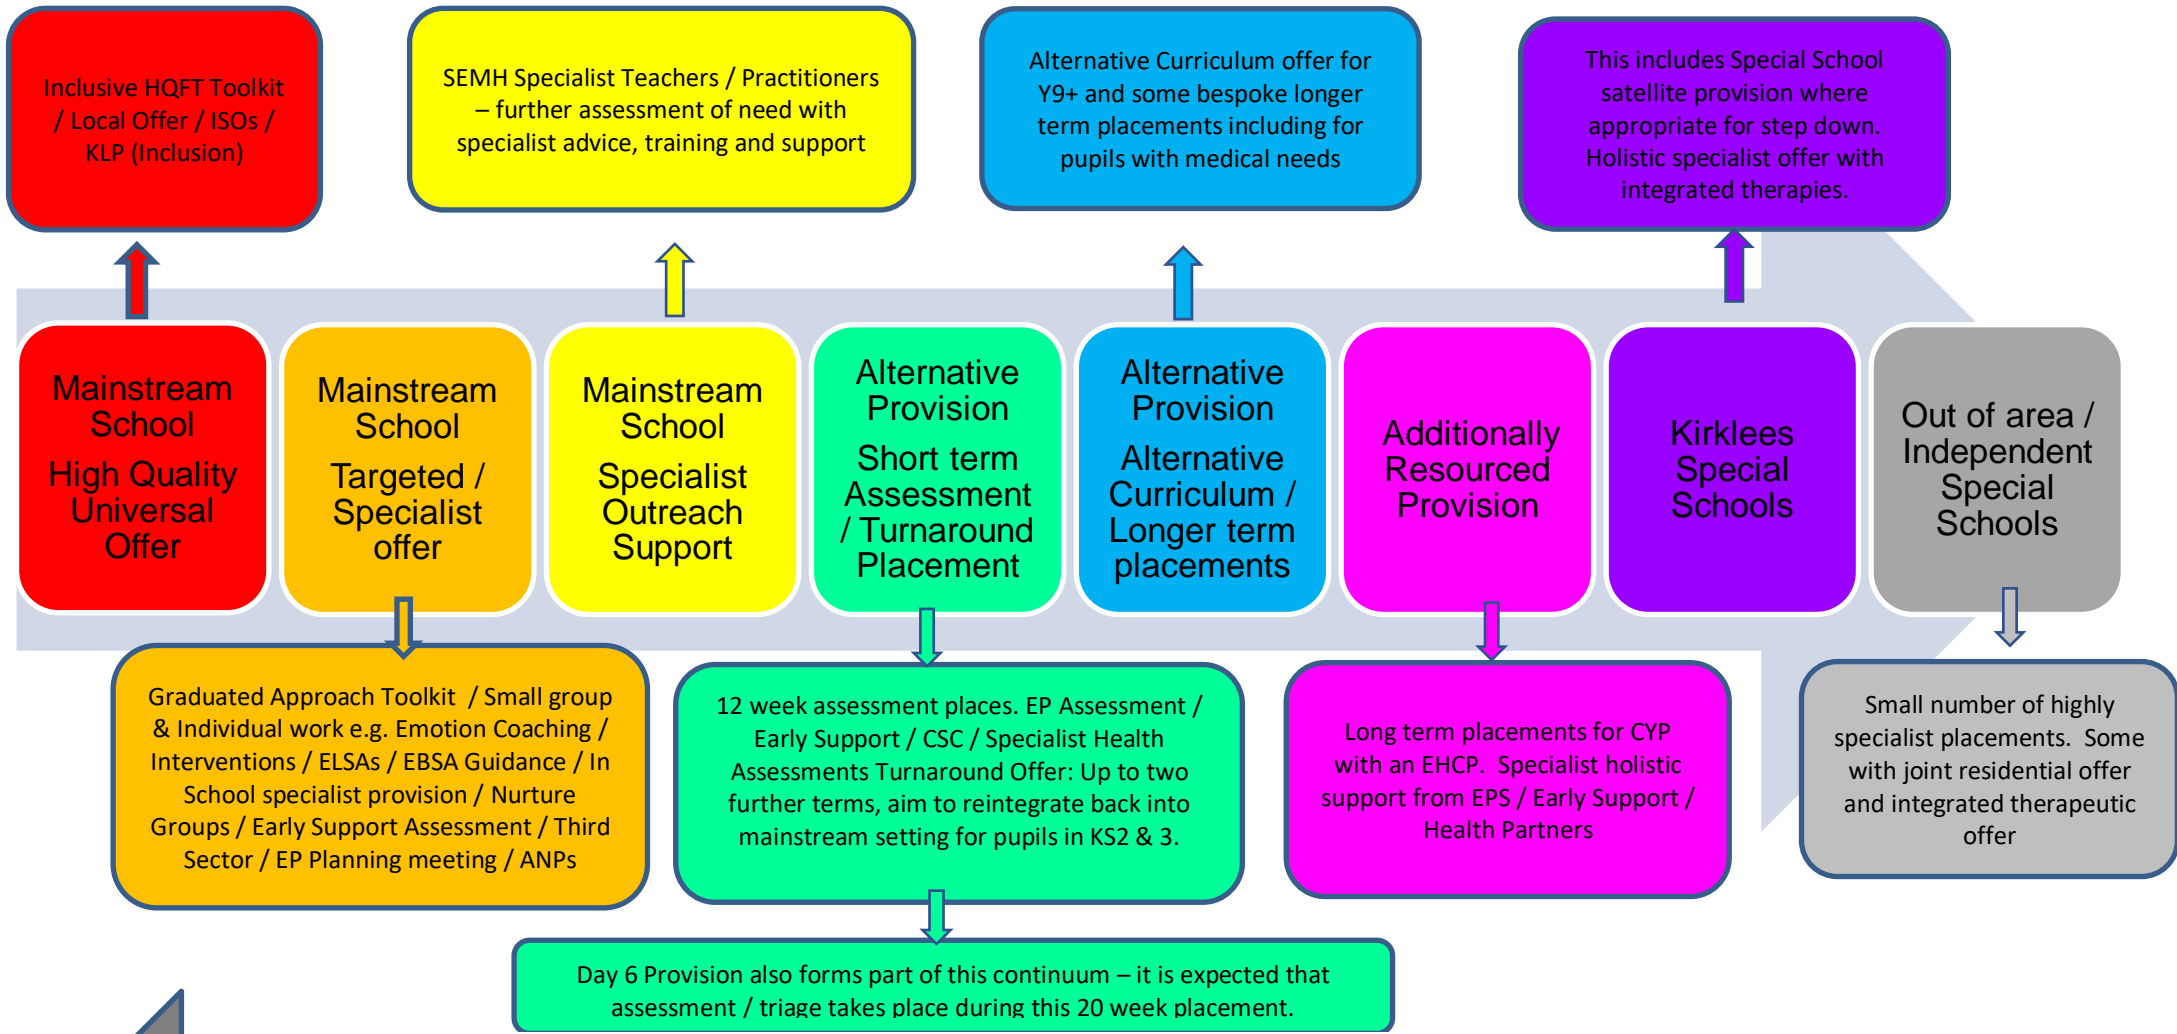 Inclusive HQFT Toolkit
/ Local Offer / ISOs /
KLP (Inclusion)
SEMH Specialist Teachers / Practitioners
– further assessment of need with
specialist advice, training and support
Alternative Curriculum offer for
Y9+ and some bespoke longer
term placements including for
pupils with medical needs
This includes Special School
satellite provision where
appropriate for step down.
Holistic specialist offer with
integrated therapies.
Mainstream
School
High Quality
Universal
Offer
Mainstream
School
Targeted /
Specialist
offer
Mainstream
School
Specialist
Outreach
Support
Alternative
Provision
Short term
Assessment
/ Turnaround
Placement
Alternative
Provision
Alternative
Curriculum /
Longer term
placements
Additionally
Resourced
Provision
Kirklees
Special
Schools
Out of area /
Independent
Special
Schools
Graduated Approach Toolkit / Small group
& Individual work e.g. Emotion Coaching /
Interventions / ELSAs / EBSA Guidance / In
School specialist provision / Nurture
Groups / Early Support Assessment / Third
Sector / EP Planning meeting / ANPs
12 week assessment places. EP Assessment /
Early Support / CSC / Specialist Health
Assessments Turnaround Offer: Up to two
further terms, aim to reintegrate back into
mainstream setting for pupils in KS2 & 3.
Long term placements for CYP
with an EHCP. Specialist holistic
support from EPS / Early Support /
Health Partners
Small number of highly
specialist placements. Some
with joint residential offer
and integrated therapeutic
offer
Day 6 Provision also forms part of this continuum – it is expected that
assessment / triage takes place during this 20 week placement.